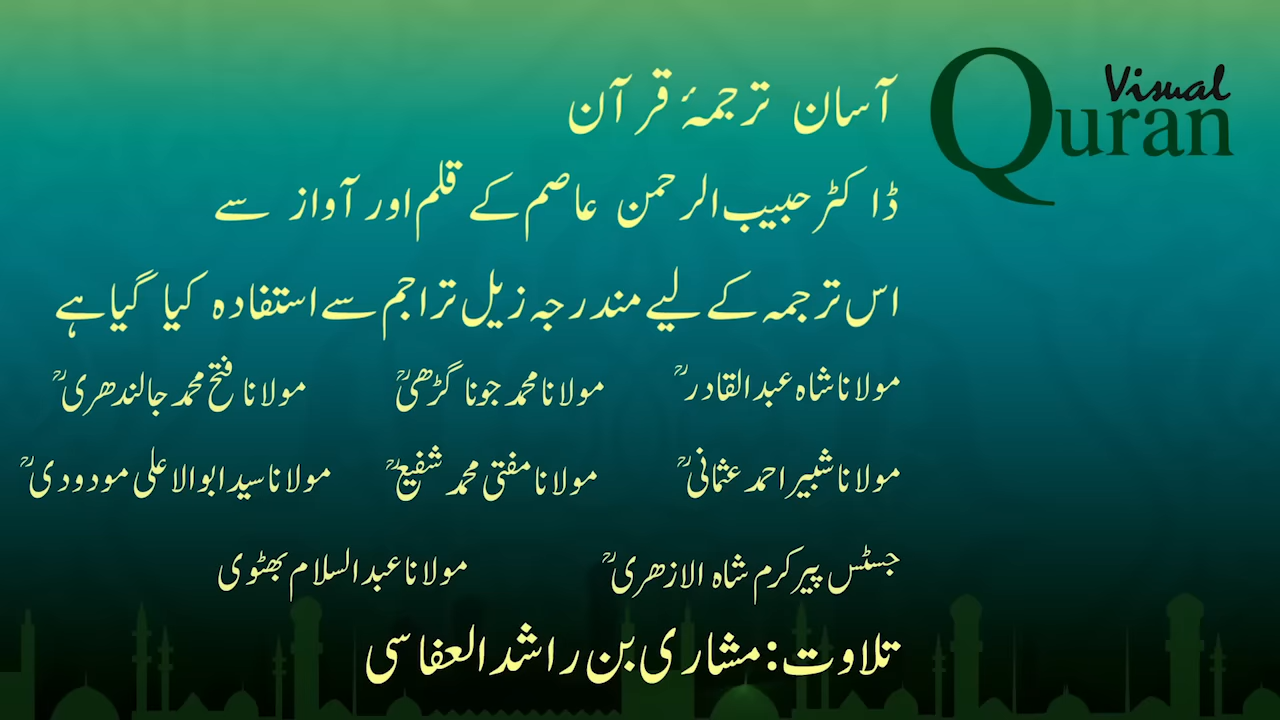 Visual
Quran
آسان ترجمۂ قرآن
ڈاکٹر حبیب الرحمن عاصم کے قلم اور آواز سے
اس ترجمہ کے لیے مندرجہ زیل تراجم سے استفادہ کیا گیا ہے
مولانا شاہ عبدالقادرؒ مولانا محمد جونا گڑھیؒ مولانا فتح محمد جالندھریؒ
مولانا شبیر احمد عثمانیؒ مولانا مفتی محمد شفیعؒ مولانا سید ابوالاعلی مودودیؒ
جسٹس پیر کرم شاہ الازھریؒ مولانا عبدالسلام بھٹوی
تلاوت: مشاری بن راشد العفاسی